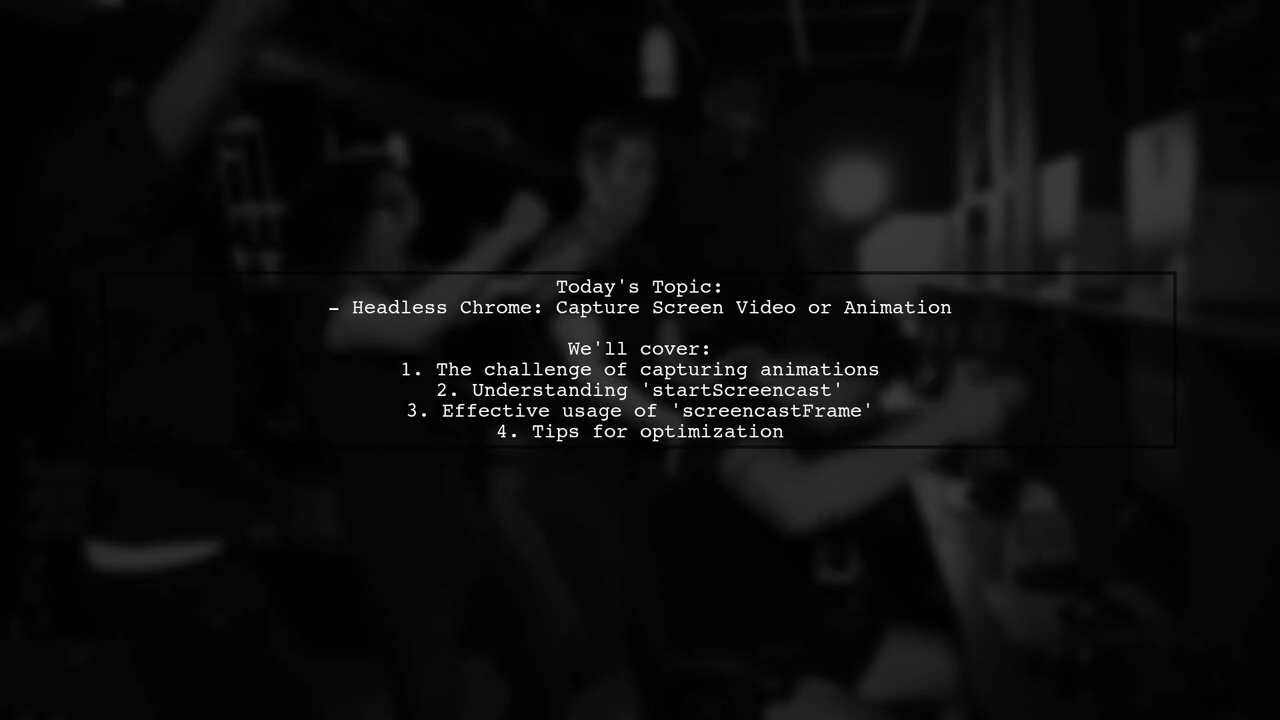 Today's Topic:
- Headless Chrome: Capture Screen Video or Animation
We'll cover:
1. The challenge of capturing animations
2. Understanding 'startScreencast'
3. Effective usage of 'screencastFrame'
4. Tips for optimization